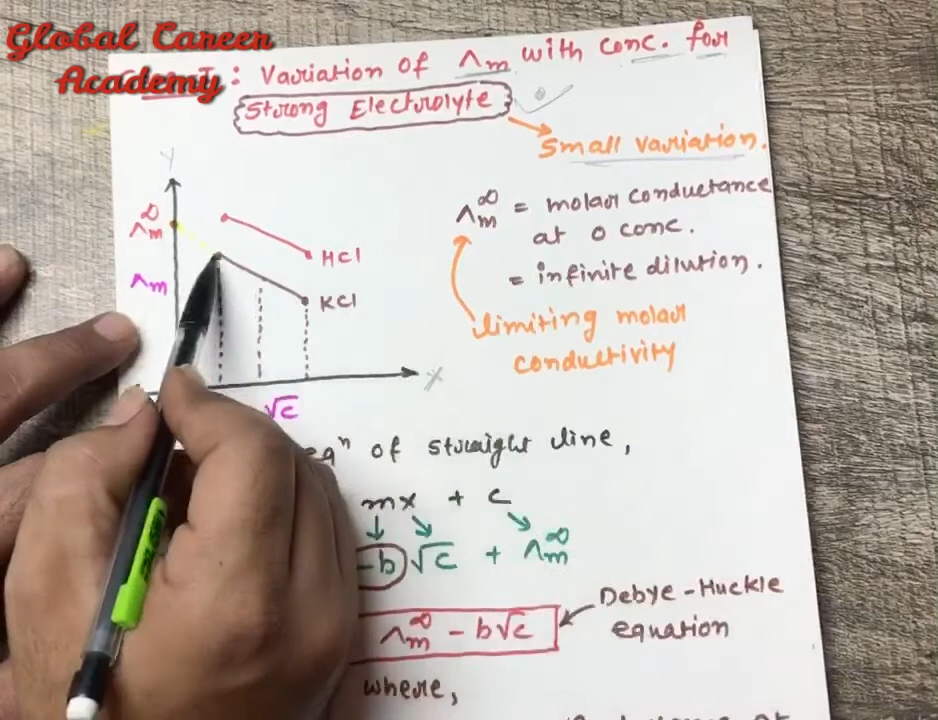 Global Career
Academy
I : Variation of Λm with conc. for
Strong Electrolyte
Small variation.
Y
Λm∞
Λm
HCl
KCl
X
√c
Λm∞ = molar conductance
at 0 conc.
= infinite dilution.
limiting molar
conductivity
eqⁿ of straight line,
mx + c
-b √c + Λm∞
Λm∞ - b√c
Debye-Huckle
equation
where,